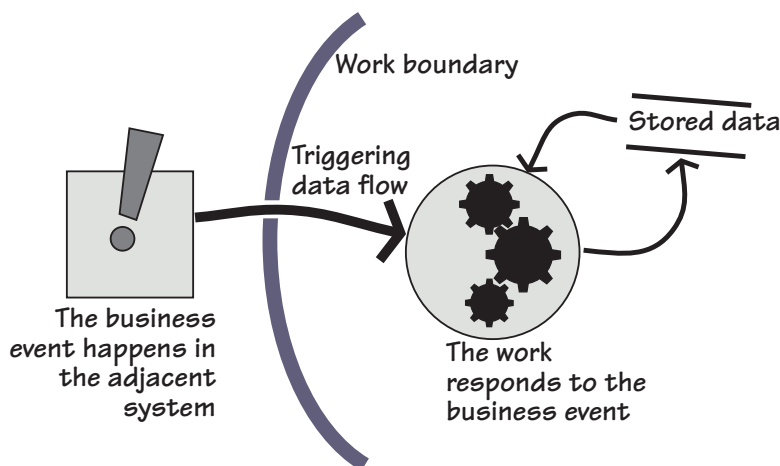 Work boundary
Stored data
Triggering
data flow
The business
event happens in
the adjacent
system
The work
responds to the
business event